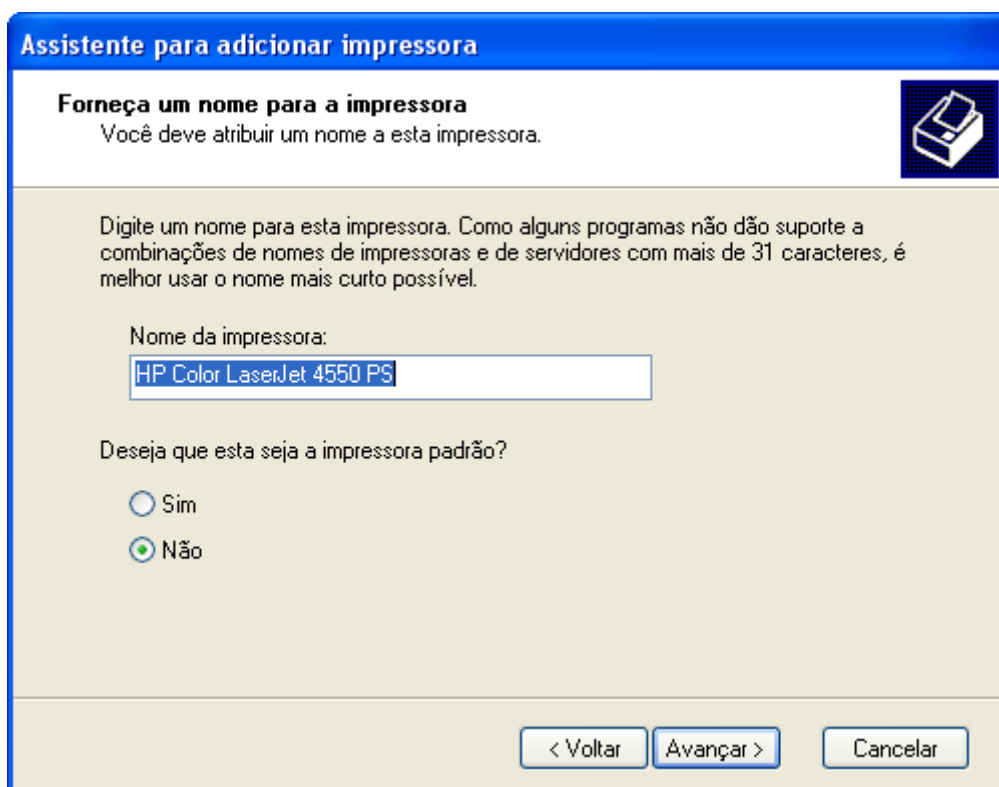 Assistente para adicionar impressora
Forneça um nome para a impressora
Você deve atribuir um nome a esta impressora.
Digite um nome para esta impressora. Como alguns programas não dão suporte a
combinações de nomes de impressoras e de servidores com mais de 31 caracteres, é
melhor usar o nome mais curto possível.
Nome da impressora:
HP Color LaserJet 4550 PS
Deseja que esta seja a impressora padrão?
Sim
Não
< Voltar Avançar > Cancelar